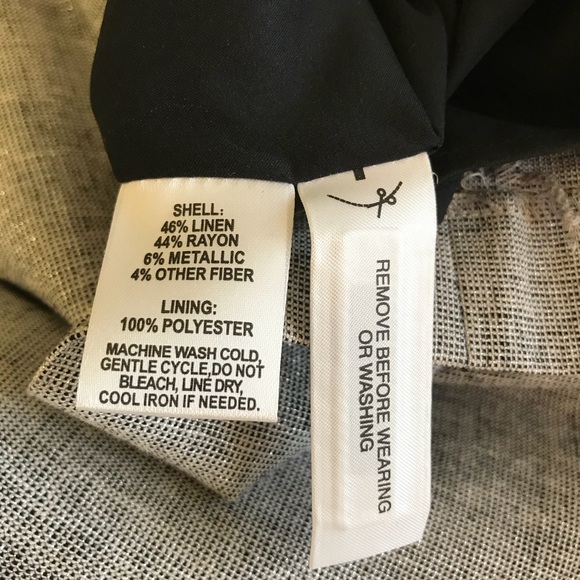 SHELL:
46% LINEN
44% RAYON
6% METALLIC
4% OTHER FIBER
LINING:
100% POLYESTER
MACHINE WASH COLD,
GENTLE CYCLE,DO NOT
BLEACH, LINE DRY,
COOL IRON IF NEEDED.
REMOVE BEFORE WEARING
OR WASHING